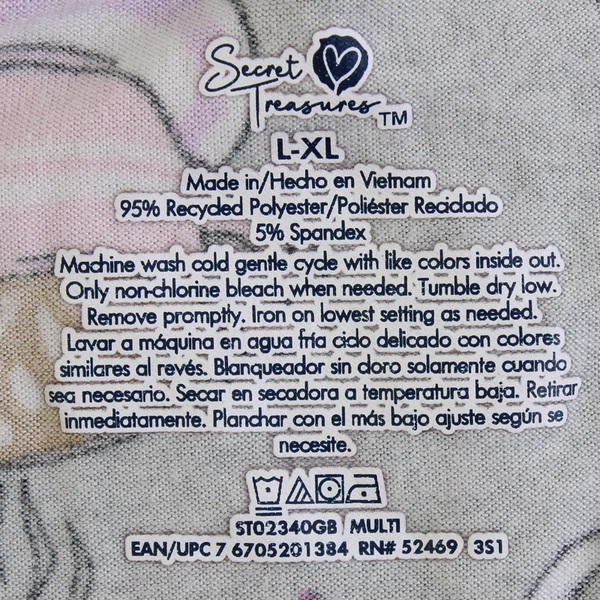 Secret
Treasures™
L-XL
Made in/Hecho en Vietnam
95% Recycled Polyester/Poliéster Reciclado
5% Spandex
Machine wash cold gentle cycle with like colors inside out.
Only non-chlorine bleach when needed. Tumble dry low.
Remove promptly. Iron on lowest setting as needed.
Lavar a máquina en agua fría ciclo delicado con colores
similares al revés. Blanqueador sin cloro solamente cuando
sea necesario. Secar en secadora a temperatura baja. Retirar
inmediatamente. Planchar con el más bajo ajuste según se
necesite.
ST02340GB MULTI
EAN/UPC 7 6705201384 RN# 52469 3S1